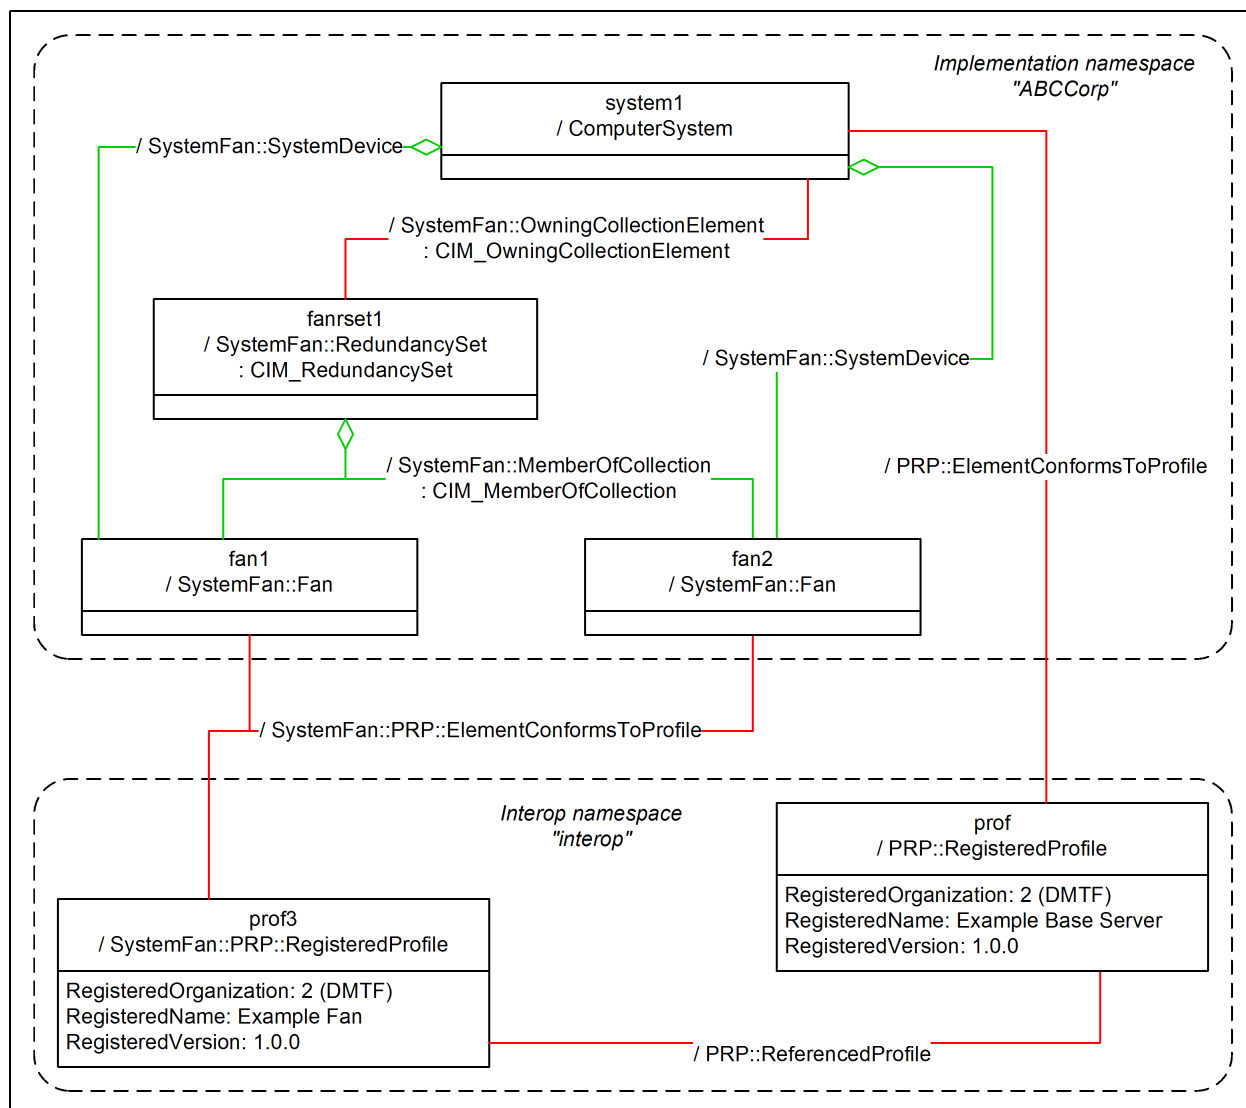 Implementation namespace
"ABCCorp"
system1
/ ComputerSystem
/ SystemFan::SystemDevice
/ SystemFan::OwningCollectionElement
: CIM_OwningCollectionElement
fanrset1
/ SystemFan::RedundancySet
: CIM_RedundancySet
/ SystemFan::SystemDevice
/ SystemFan::MemberOfCollection
: CIM_MemberOfCollection
/ PRP::ElementConformsToProfile
fan1
/ SystemFan::Fan
fan2
/ SystemFan::Fan
/ SystemFan::PRP::ElementConformsToProfile
Interop namespace
"interop"
prof
/ PRP::RegisteredProfile
RegisteredOrganization: 2 (DMTF)
RegisteredName: Example Base Server
RegisteredVersion: 1.0.0
prof3
/ SystemFan::PRP::RegisteredProfile
RegisteredOrganization: 2 (DMTF)
RegisteredName: Example Fan
RegisteredVersion: 1.0.0
/ PRP::ReferencedProfile